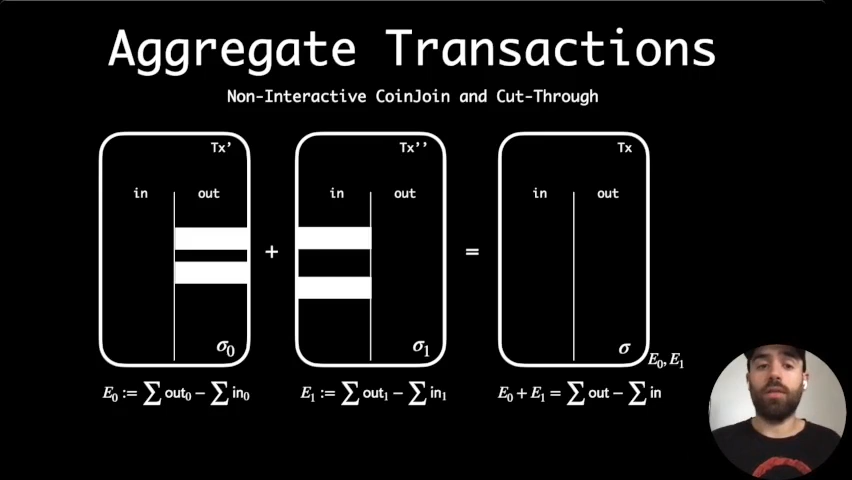 Aggregate Transactions
Non-Interactive CoinJoin and Cut-Through
Tx’ Tx’’ Tx
in out in out in out
+ =
σ₀ σ₁ σ
E₀, E₁
E₀ := ∑ out₀ − ∑ in₀ E₁ := ∑ out₁ − ∑ in₁ E₀ + E₁ = ∑ out − ∑ in